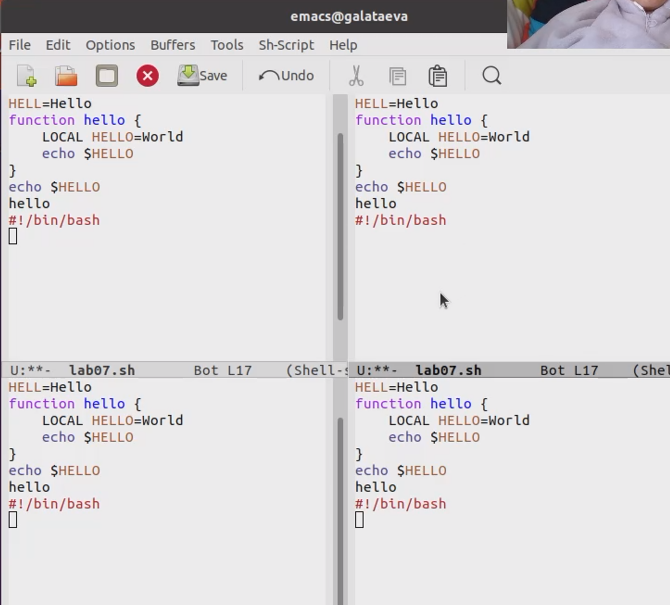 emacs@galataeva
File Edit Options Buffers Tools Sh-Script Help
Save Undo
HELL=Hello
function hello {
    LOCAL HELLO=World
    echo $HELLO
}
echo $HELLO
hello
#!/bin/bash
U:**-  lab07.sh       Bot L17    (Shell-s
HELL=Hello
function hello {
    LOCAL HELLO=World
    echo $HELLO
}
echo $HELLO
hello
#!/bin/bash
U:**-  lab07.sh       Bot L17    (Shel
HELL=Hello
function hello {
    LOCAL HELLO=World
    echo $HELLO
}
echo $HELLO
hello
#!/bin/bash
HELL=Hello
function hello {
    LOCAL HELLO=World
    echo $HELLO
}
echo $HELLO
hello
#!/bin/bash